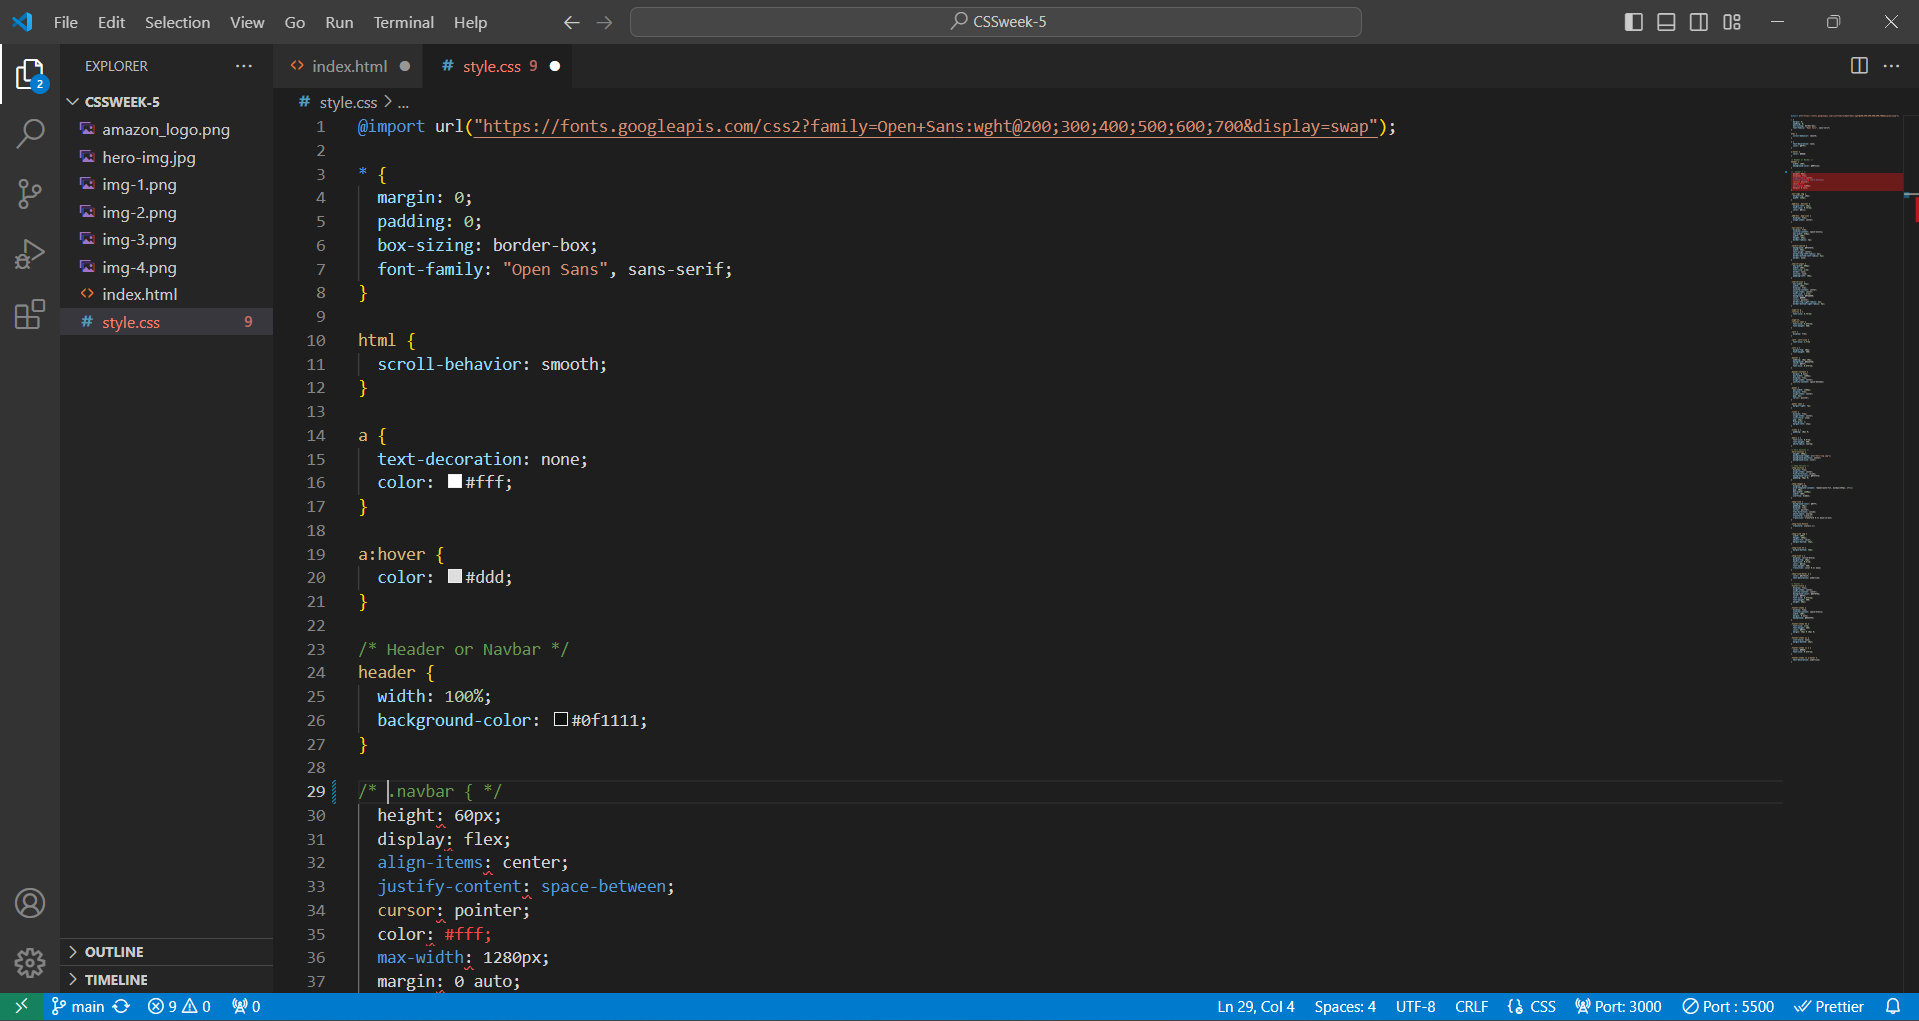 File Edit Selection View Go Run Terminal Help
CSSweek-5
EXPLORER
2
CSSWEEK-5
amazon_logo.png
hero-img.jpg
img-1.png
img-2.png
img-3.png
img-4.png
<> index.html
# style.css 9
OUTLINE
TIMELINE
<> index.html
# style.css 9
# style.css > ...
1 @import url("https://fonts.googleapis.com/css2?family=Open+Sans:wght@200;300;400;500;600;700&display=swap");
2
3 * {
4 margin: 0;
5 padding: 0;
6 box-sizing: border-box;
7 font-family: "Open Sans", sans-serif;
8 }
9
10 html {
11 scroll-behavior: smooth;
12 }
13
14 a {
15 text-decoration: none;
16 color: #fff;
17 }
18
19 a:hover {
20 color: #ddd;
21 }
22
23 /* Header or Navbar */
24 header {
25 width: 100%;
26 background-color: #0f1111;
27 }
28
29 /* .navbar { */
30 height: 60px;
31 display: flex;
32 align-items: center;
33 justify-content: space-between;
34 cursor: pointer;
35 color: #fff;
36 max-width: 1280px;
37 margin: 0 auto;
main 9 0 0
Ln 29, Col 4 Spaces: 4 UTF-8 CRLF {} CSS Port: 3000 Port : 5500 Prettier